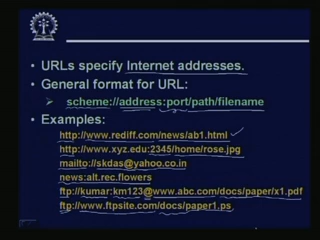 • URLs specify Internet addresses.
• General format for URL:
➢ scheme://address:port/path/filename
• Examples:
http://www.rediff.com/news/ab1.html
http://www.xyz.edu:2345/home/rose.jpg
mailto://skdas@yahoo.co.in
news:alt.rec.flowers
ftp://kumar:km123@www.abc.com/docs/paper/x1.pdf
ftp://www.ftpsite.com/docs/paper1.ps